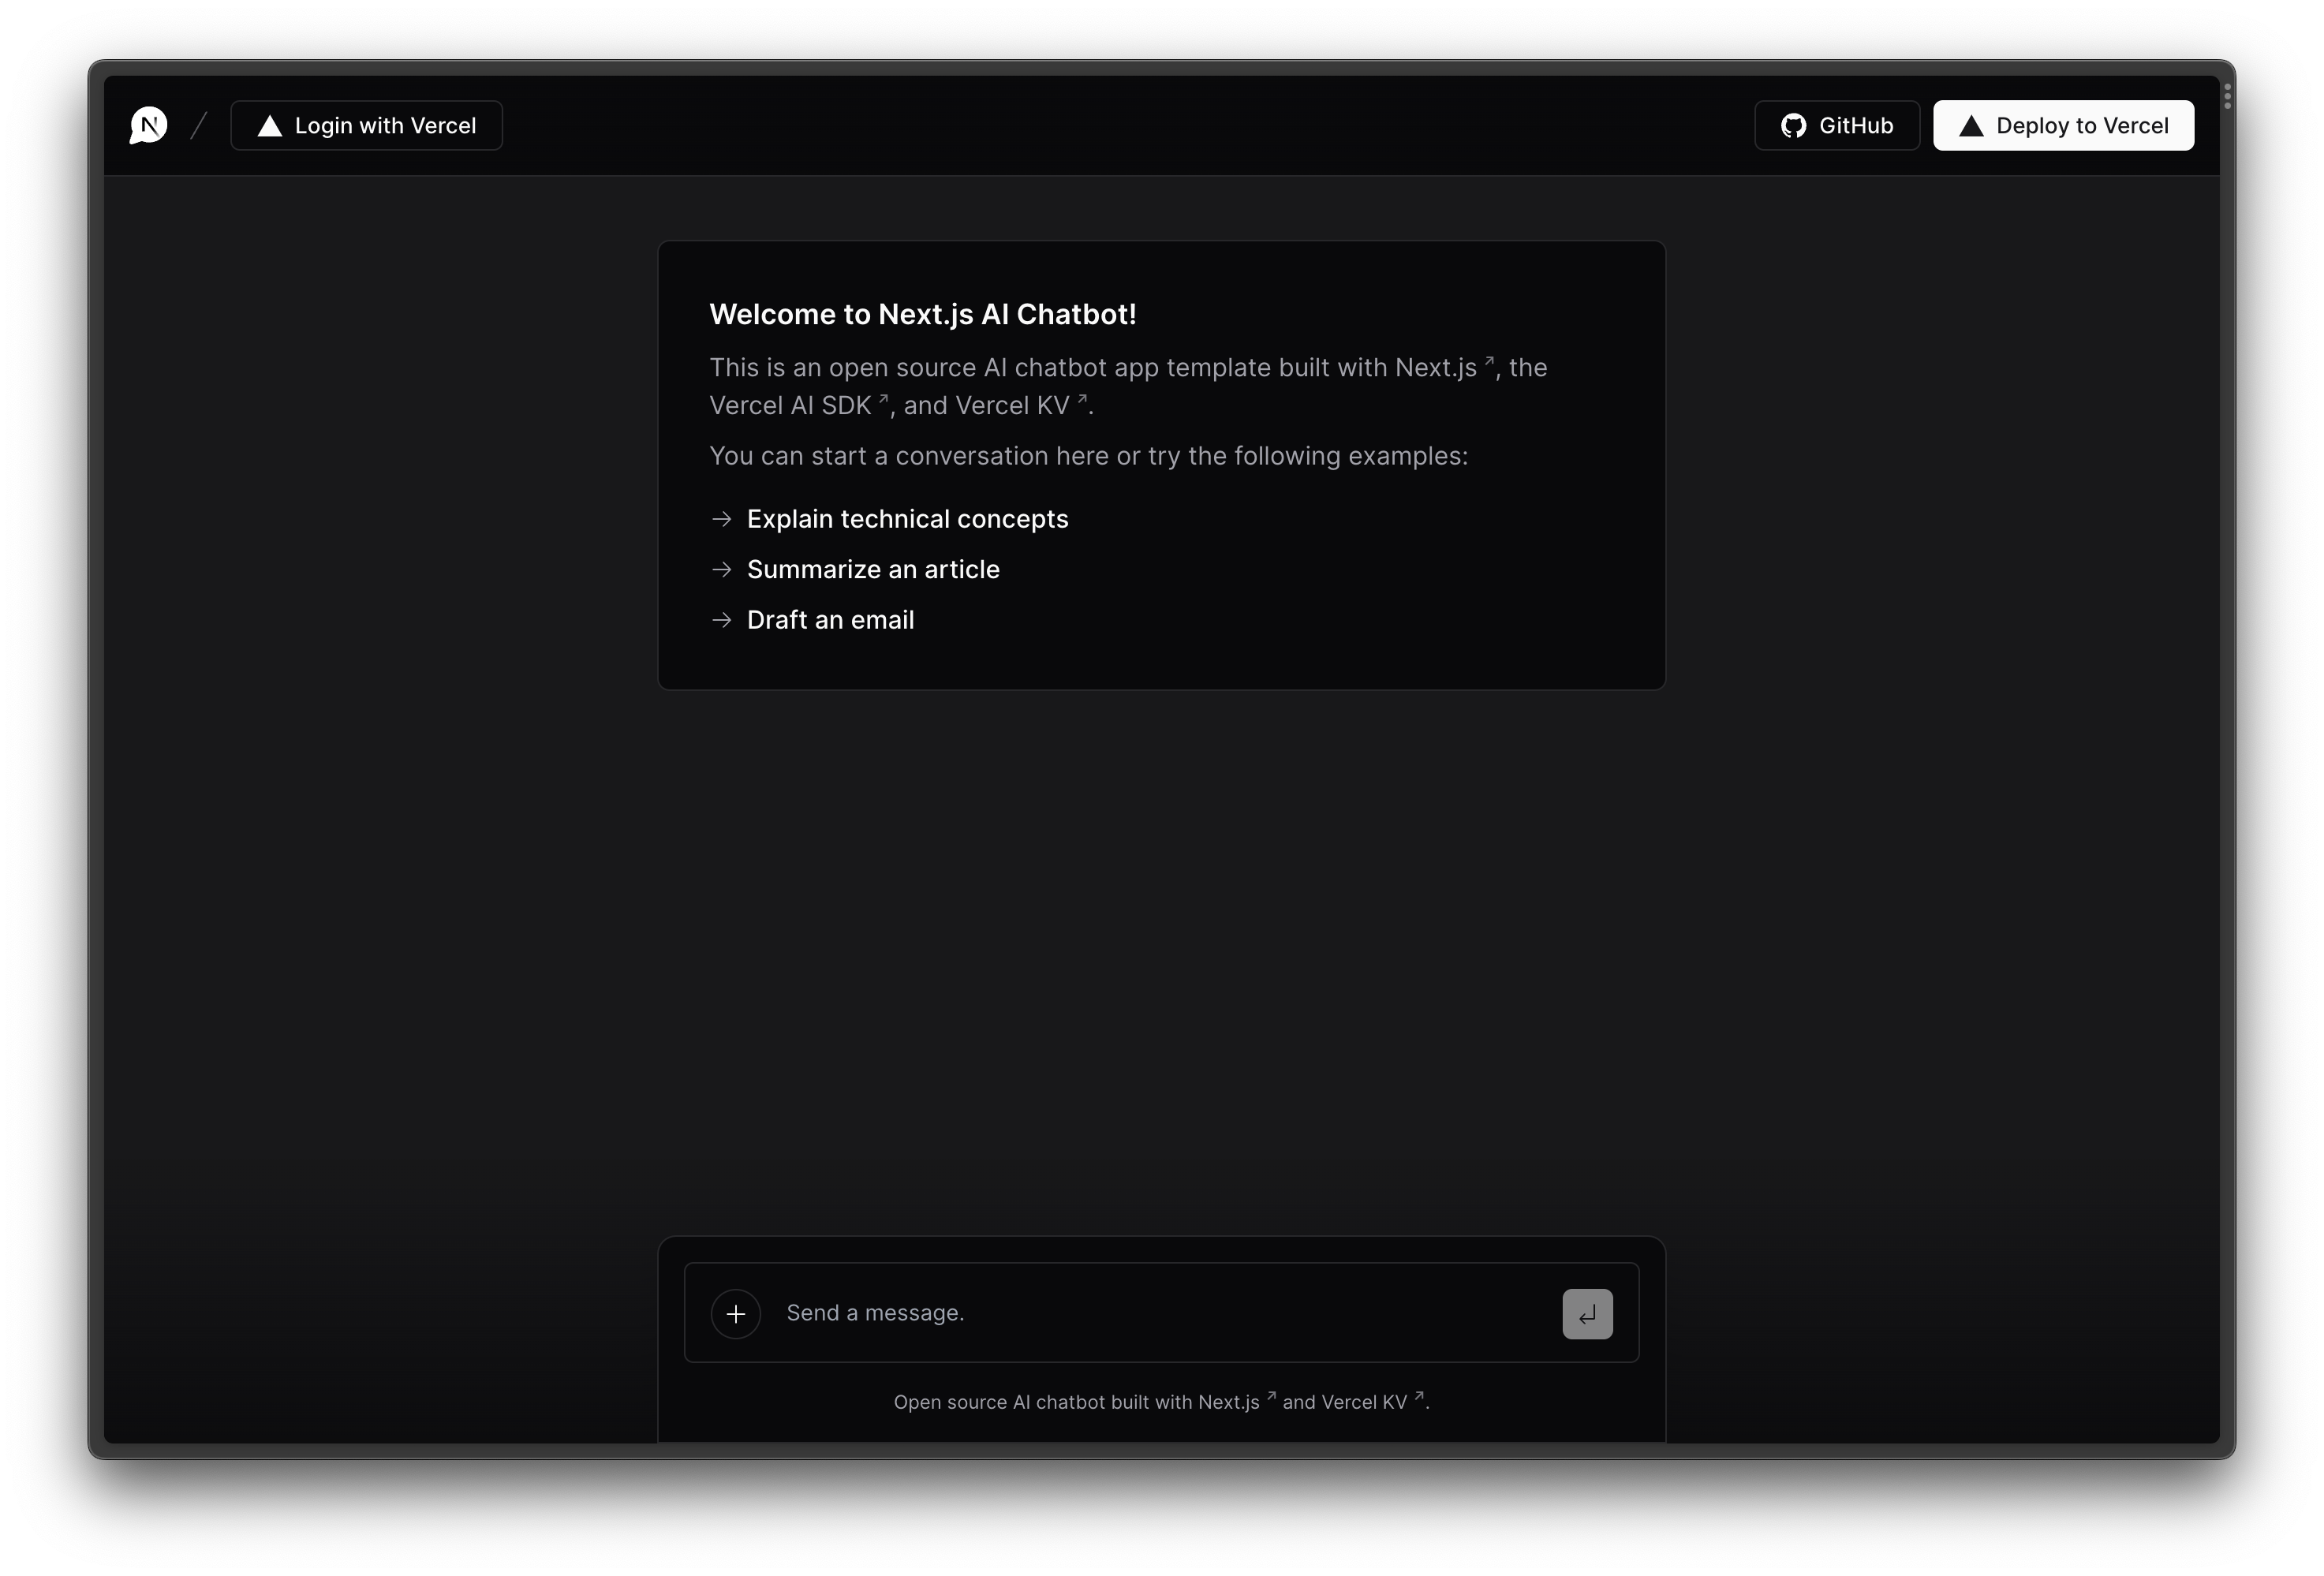 N
Login with Vercel
GitHub
Deploy to Vercel
Welcome to Next.js AI Chatbot!
This is an open source AI chatbot app template built with Next.js ↗, the
Vercel AI SDK ↗, and Vercel KV ↗.
You can start a conversation here or try the following examples:
→ Explain technical concepts
→ Summarize an article
→ Draft an email
Send a message.
Open source AI chatbot built with Next.js ↗ and Vercel KV ↗.